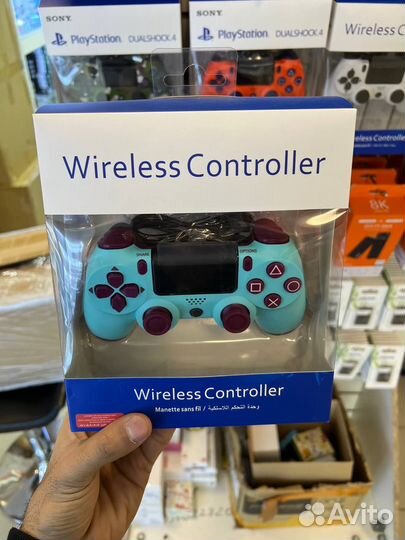 SONY
PlayStation DUALSHOCK 4
SONY
PlayStation DUALSHOCK 4
Wireless Controller
Wireless Controller
SHARE
OPTIONS
8K
Wireless Controller
Manette sans fil / وحدة التحكم اللاسلكية
Avito